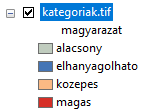 kategoriak.tif
magyarazat
alacsony
elhanyagolhato
kozepes
magas